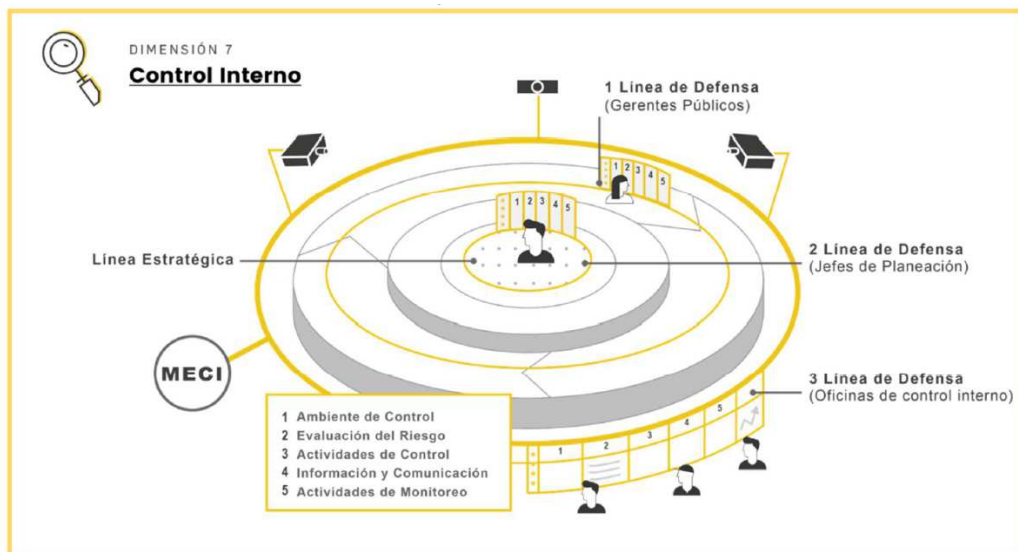 DIMENSIÓN 7
Control Interno
1 Línea de Defensa
(Gerentes Públicos)
1 2 3 4 5
1 2 3 4 5
Línea Estratégica
2 Línea de Defensa
(Jefes de Planeación)
MECI
3 Línea de Defensa
(Oficinas de control interno)
1 Ambiente de Control
2 Evaluación del Riesgo
3 Actividades de Control
4 Información y Comunicación
5 Actividades de Monitoreo
1 2 3 4 5